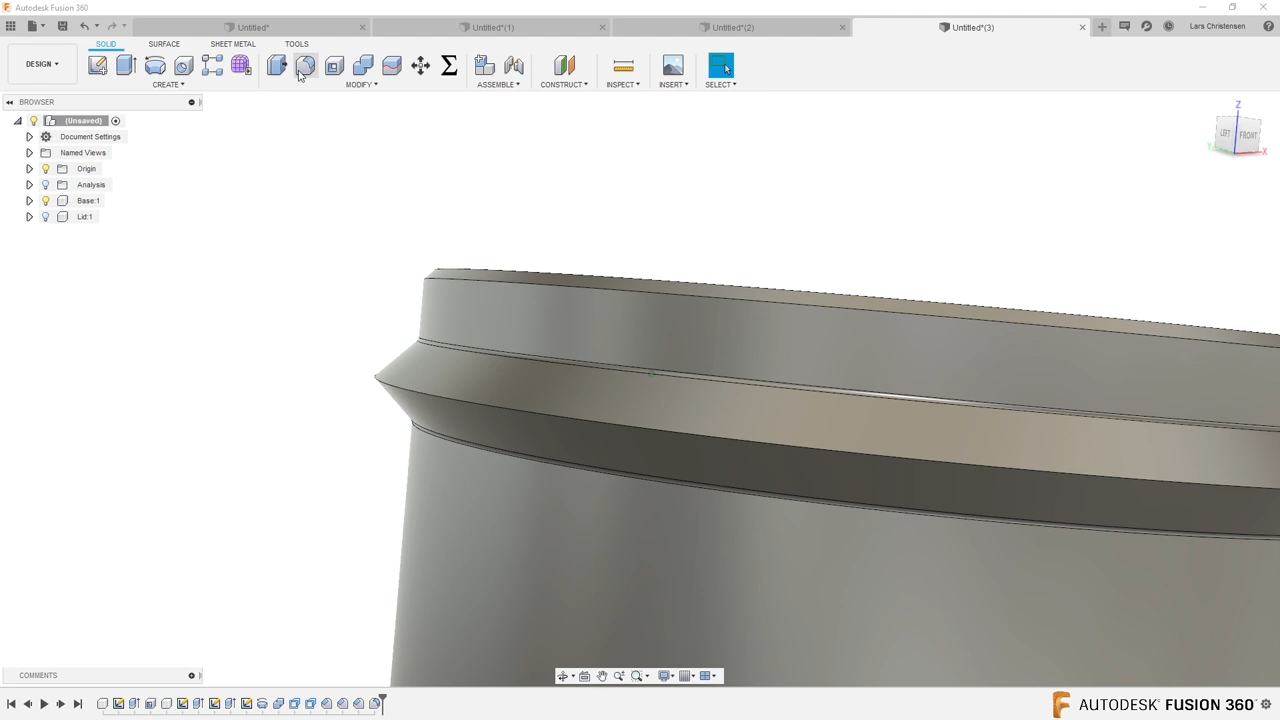 Autodesk Fusion 360
Untitled*
Untitled*(1)
Untitled*(2)
Untitled*(3)
Lars Christensen
DESIGN
SOLID
SURFACE
SHEET METAL
TOOLS
CREATE
MODIFY
ASSEMBLE
CONSTRUCT
INSPECT
INSERT
SELECT
BROWSER
(Unsaved)
Document Settings
Named Views
Origin
Analysis
Base:1
Lid:1
Z
LEFT
FRONT
Y
X
COMMENTS
AUTODESK FUSION 360°